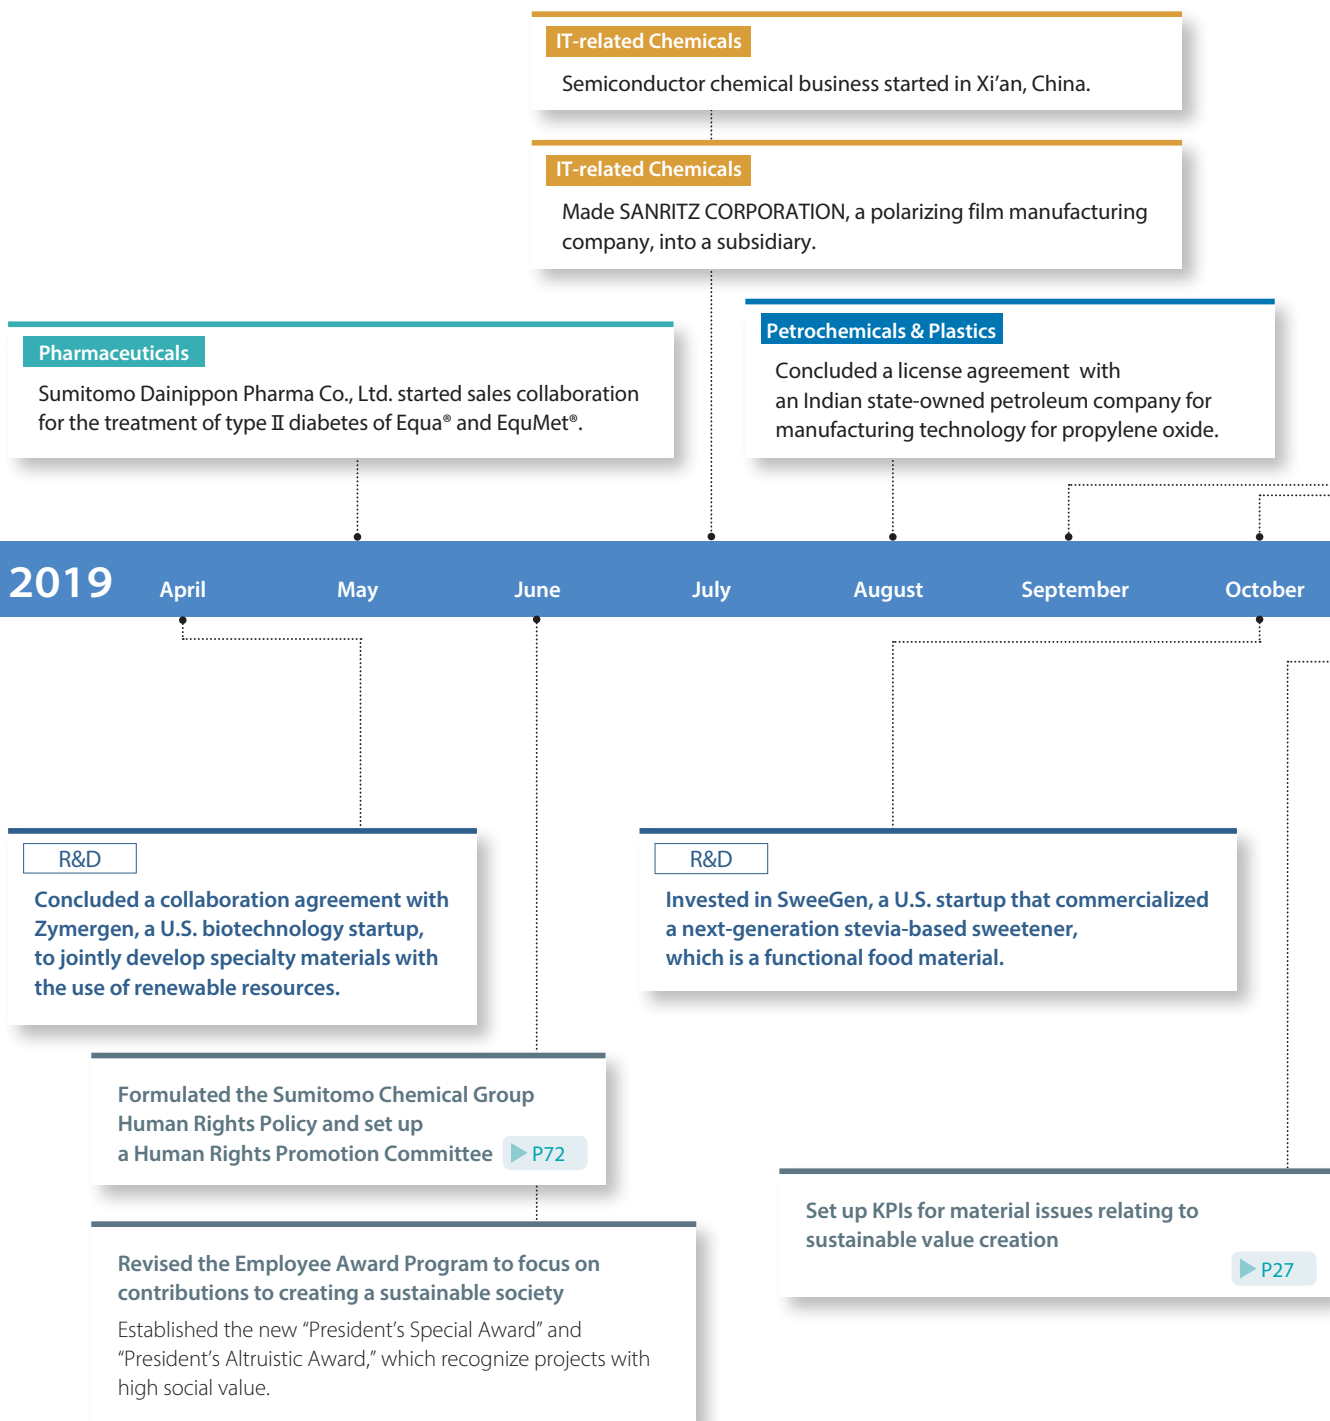 IT-related Chemicals
Semiconductor chemical business started in Xi’an, China.
IT-related Chemicals
Made SANRITZ CORPORATION, a polarizing film manufacturing
company, into a subsidiary.
Pharmaceuticals
Sumitomo Dainippon Pharma Co., Ltd. started sales collaboration
for the treatment of type Ⅱ diabetes of Equa® and EquMet®.
Petrochemicals & Plastics
Concluded a license agreement with
an Indian state-owned petroleum company for
manufacturing technology for propylene oxide.
2019 April May June July August September October
R&D
Concluded a collaboration agreement with
Zymergen, a U.S. biotechnology startup,
to jointly develop specialty materials with
the use of renewable resources.
R&D
Invested in SweeGen, a U.S. startup that commercialized
a next-generation stevia-based sweetener,
which is a functional food material.
Formulated the Sumitomo Chemical Group
Human Rights Policy and set up
a Human Rights Promotion Committee P72
Set up KPIs for material issues relating to
sustainable value creation
P27
Revised the Employee Award Program to focus on
contributions to creating a sustainable society
Established the new “President’s Special Award” and
“President’s Altruistic Award,” which recognize projects with
high social value.